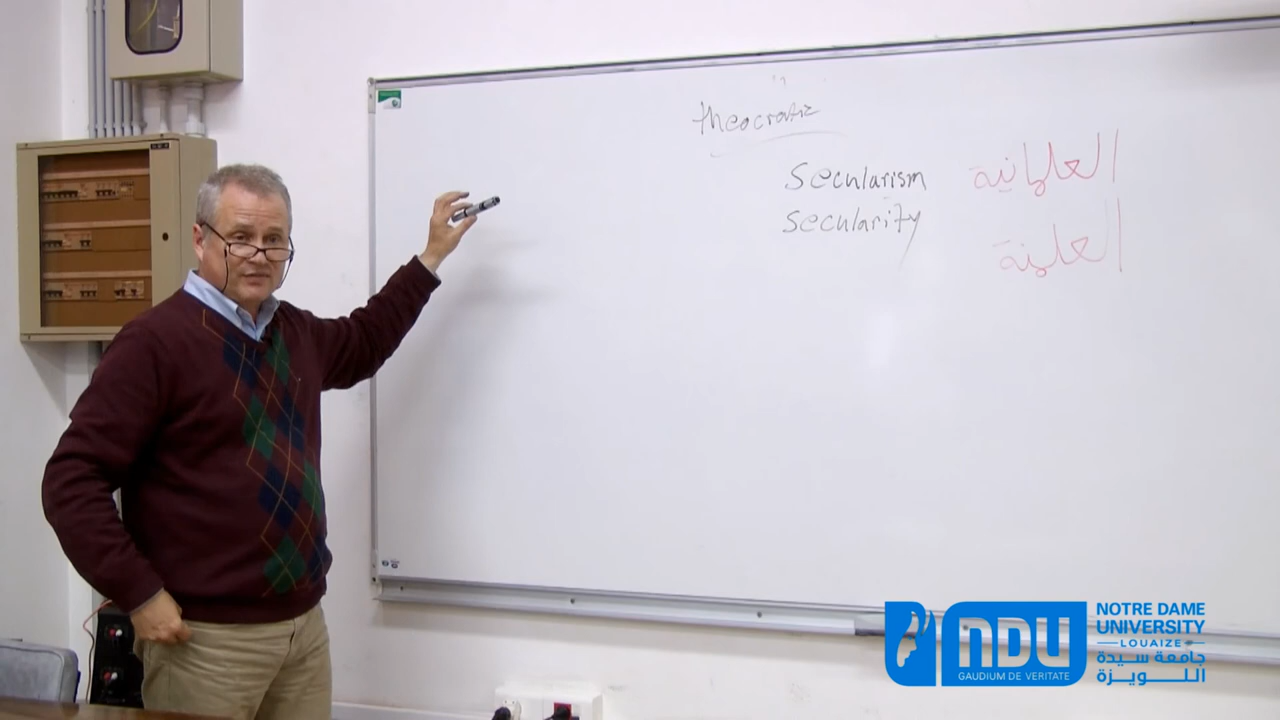 theocratic
Secularism العلمانية
secularity العلمنة
NDU
GAUDIUM DE VERITATE
NOTRE DAME
UNIVERSITY
LOUAIZE
جامعة سيدة
اللويزة